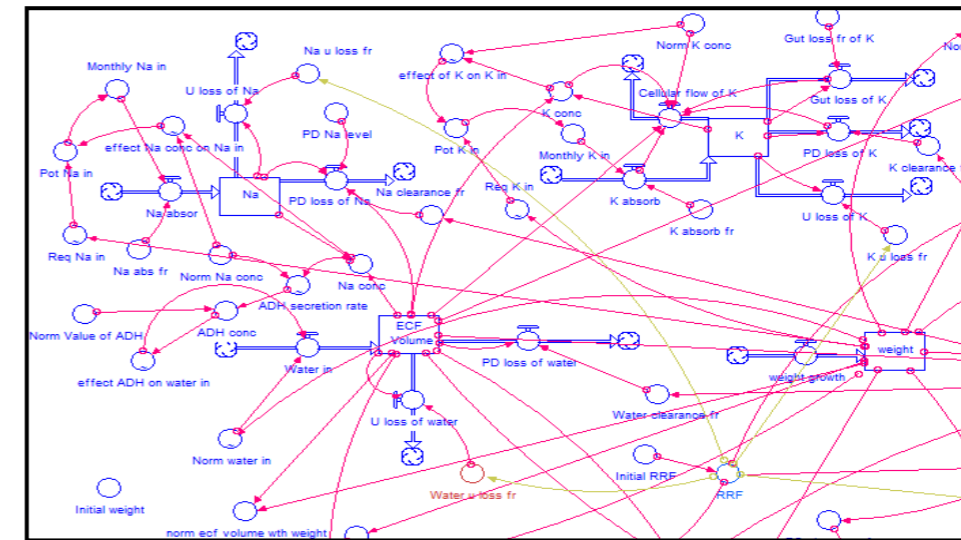 Norm K conc
Gut loss fr of K
Na u loss fr
Monthly Na in
effect of K on K in
U loss of Na
K conc
Cellular flow of K
Gut loss of K
PD Na level
effect Na conc on Na in
Pot K in
K
PD loss of K
Monthly K in
K clearance
Pot Na in
Na
Na clearance fr
Req K in
PD loss of Na
K absorb
Na absor
U loss of K
K absorb fr
Req Na in
Na abs fr
Norm Na conc
Na conc
K u loss fr
ADH secretion rate
ECF
Volume
Norm Value of ADH
ADH conc
weight
Water in
PD loss of water
weight growth
effect ADH on water in
Water clearance fr
U loss of water
Norm water in
Initial RRF
Water u loss fr
RRF
Initial weight
norm ecf volume wth weight